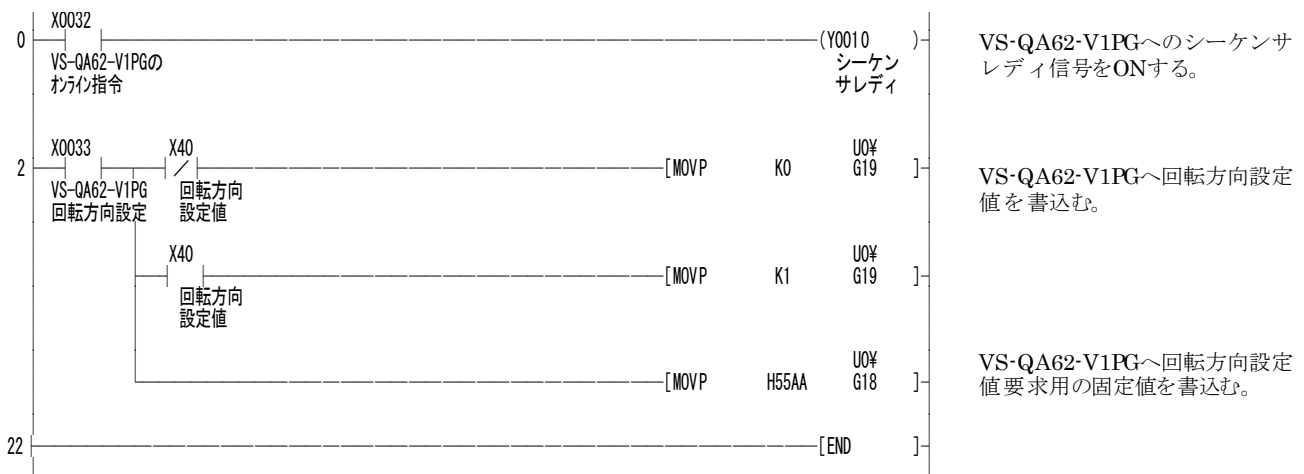 X0032
0 (Y0010 )
VS-QA62-V1PGの
オンライン指令
シーケン
サレディ
VS-QA62-V1PGへのシーケンサ
レディ信号をONする。
X0033 X40 U0¥
2 [MOVP K0 G19 ]
VS-QA62-V1PG
回転方向設定
回転方向
設定値
VS-QA62-V1PGへ回転方向設定
値を書込む。
X40 U0¥
[MOVP K1 G19 ]
回転方向
設定値
U0¥
[MOVP H55AA G18 ]
VS-QA62-V1PGへ回転方向設定
値要求用の固定値を書込む。
22 [END ]